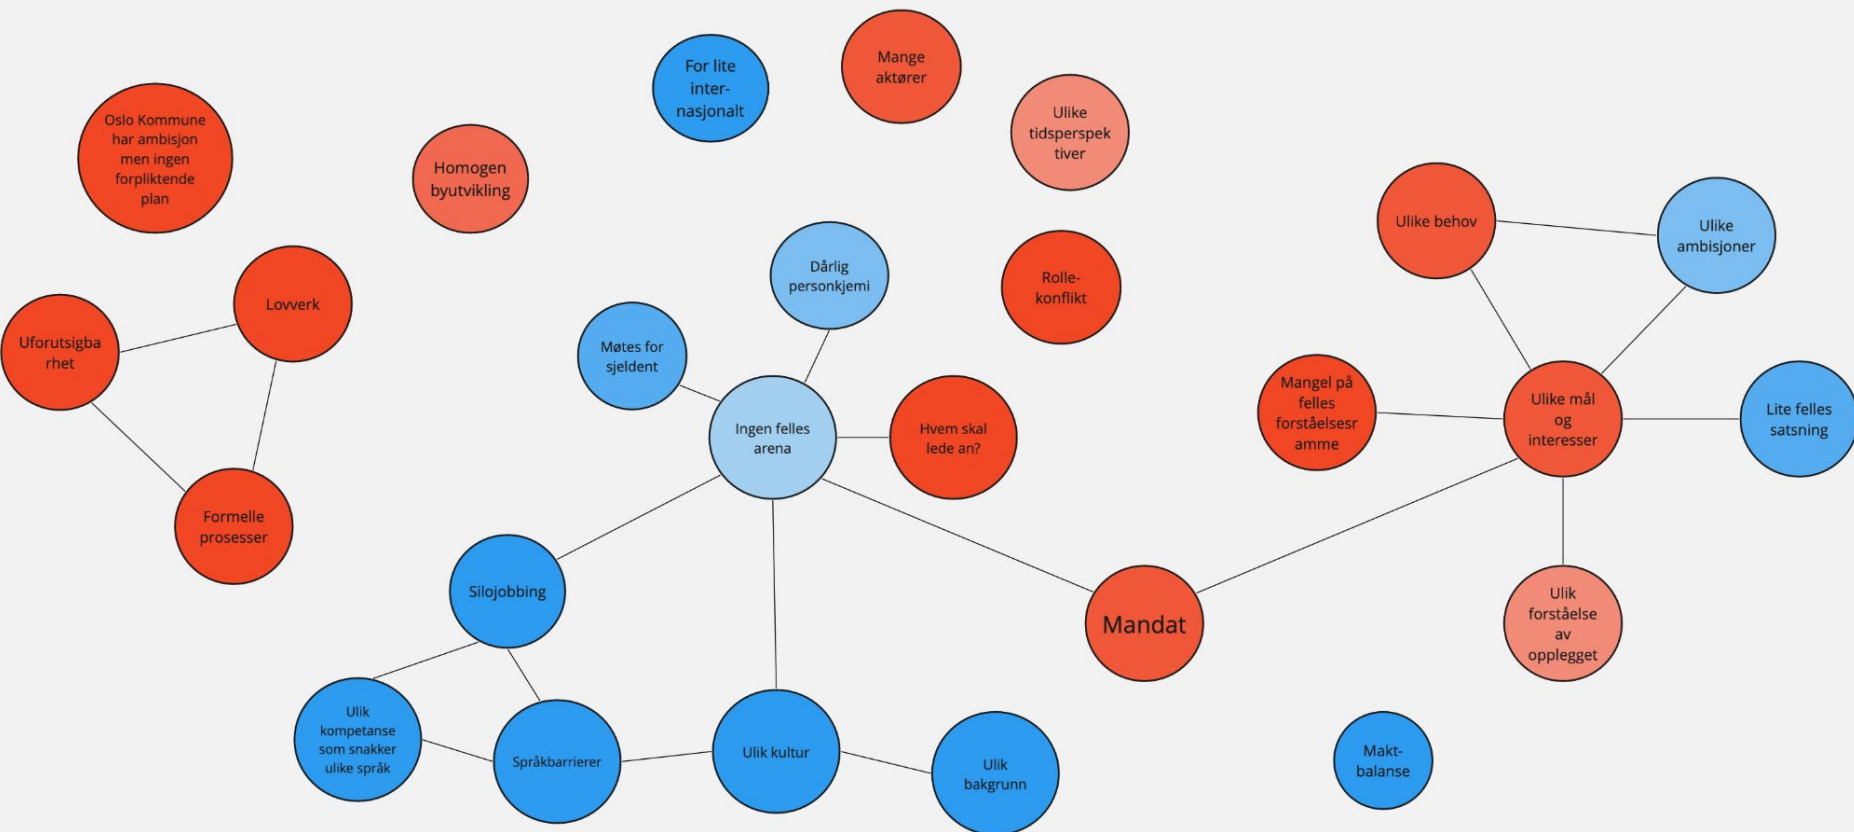 For lite
inter-
nasjonalt
Mange
aktører
Ulike
tidsperspek
tiver
Oslo Kommune
har ambisjon
men ingen
forpliktende
plan
Homogen
byutvikling
Ulike behov
Ulike
ambisjoner
Lovverk
Uforutsigba
rhet
Formelle
prosesser
Dårlig
personkjemi
Rolle-
konflikt
Møtes for
sjeldent
Ingen felles
arena
Hvem skal
lede an?
Mangel på
felles
forståelsesr
amme
Ulike mål
og
interesser
Lite felles
satsning
Silojobbing
Mandat
Ulik
forståelse
av
opplegget
Ulik
kompetanse
som snakker
ulike språk
Språkbarrierer
Ulik kultur
Ulik
bakgrunn
Makt-
balanse